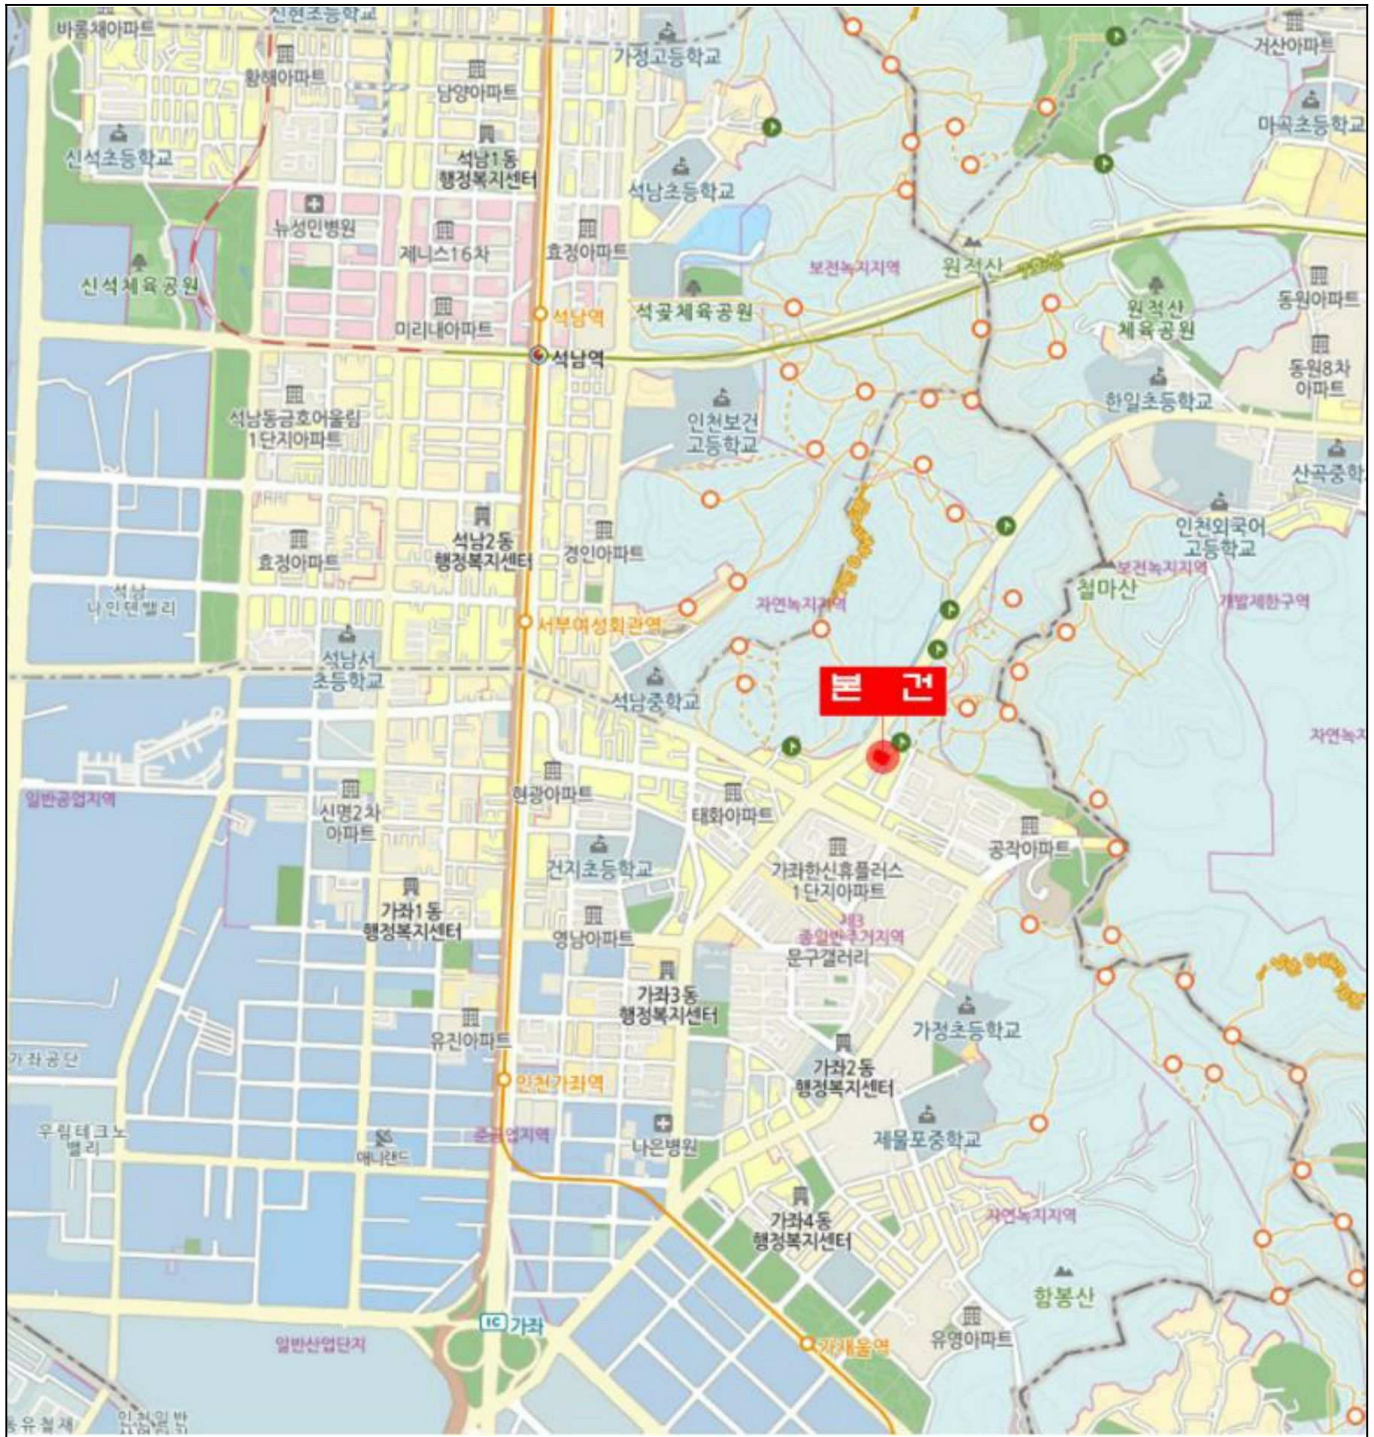 신현초등학교
바롬채아파트
황해아파트
남양아파트
가정고등학교
거산아파트
마곡초등학교
신석초등학교
석남1동
행정복지센터
석남초등학교
뉴성민병원
제니스16차
효정아파트
보전녹지지역
원적산
신석체육공원
미리내아파트
석남역
석곶체육공원
원적산
체육공원
동원아파트
석남역
동원8차
아파트
석남동금호어울림
1단지아파트
인천보건
고등학교
한일초등학교
산곡중학
효정아파트
석남2동
행정복지센터
경인아파트
인천외국어
고등학교
보전녹지지역
철마산
개발제한구역
석남
나인텐밸리
자연녹지지역
서부여성회관역
석남서
초등학교
석남중학교
본 건
자연녹지
일반공업지역
신명2차
아파트
현광아파트
태화아파트
건지초등학교
가좌한신휴플러스
1단지아파트
공작아파트
가좌1동
행정복지센터
영남아파트
제3
종일반주거지역
문구갤러리
가좌3동
행정복지센터
유진아파트
가정초등학교
가좌공단
가좌2동
행정복지센터
인천가좌역
우림테크노
밸리
매니랜드
준공업지역
나은병원
제물포중학교
가좌4동
행정복지센터
자연녹지지역
함봉산
IC 가좌
일반산업단지
가재울역
유영아파트
동유철재
인천일반